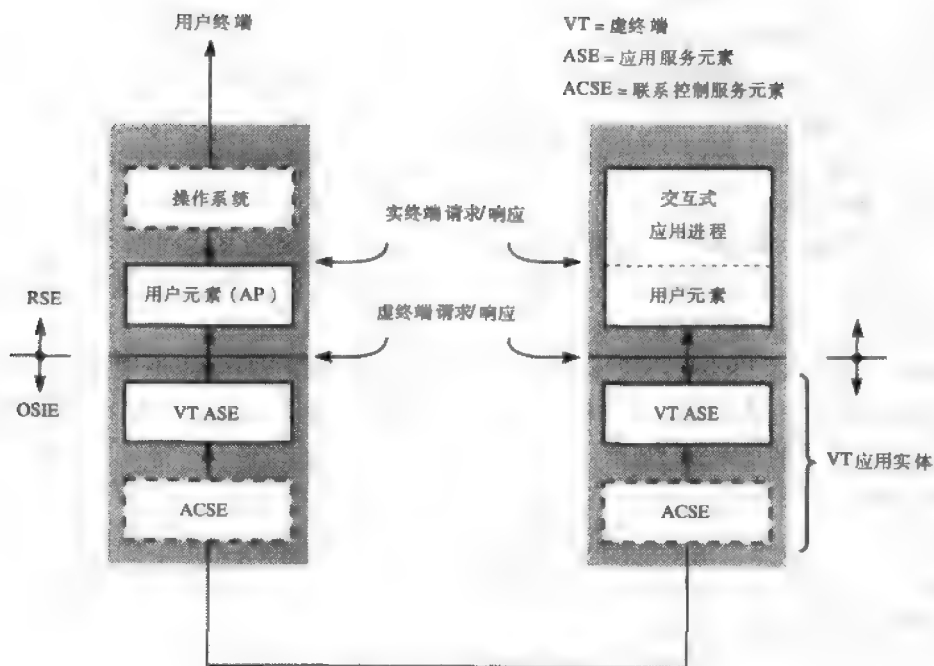 用户终端
VT = 虚终端
ASE = 应用服务元素
ACSE = 联系控制服务元素
操作系统
实终端请求/响应
交互式
应用进程
用户元素（AP）
用户元素
RSE
虚终端请求/响应
OSIE
VT ASE
VT ASE
VT 应用实体
ACSE
ACSE